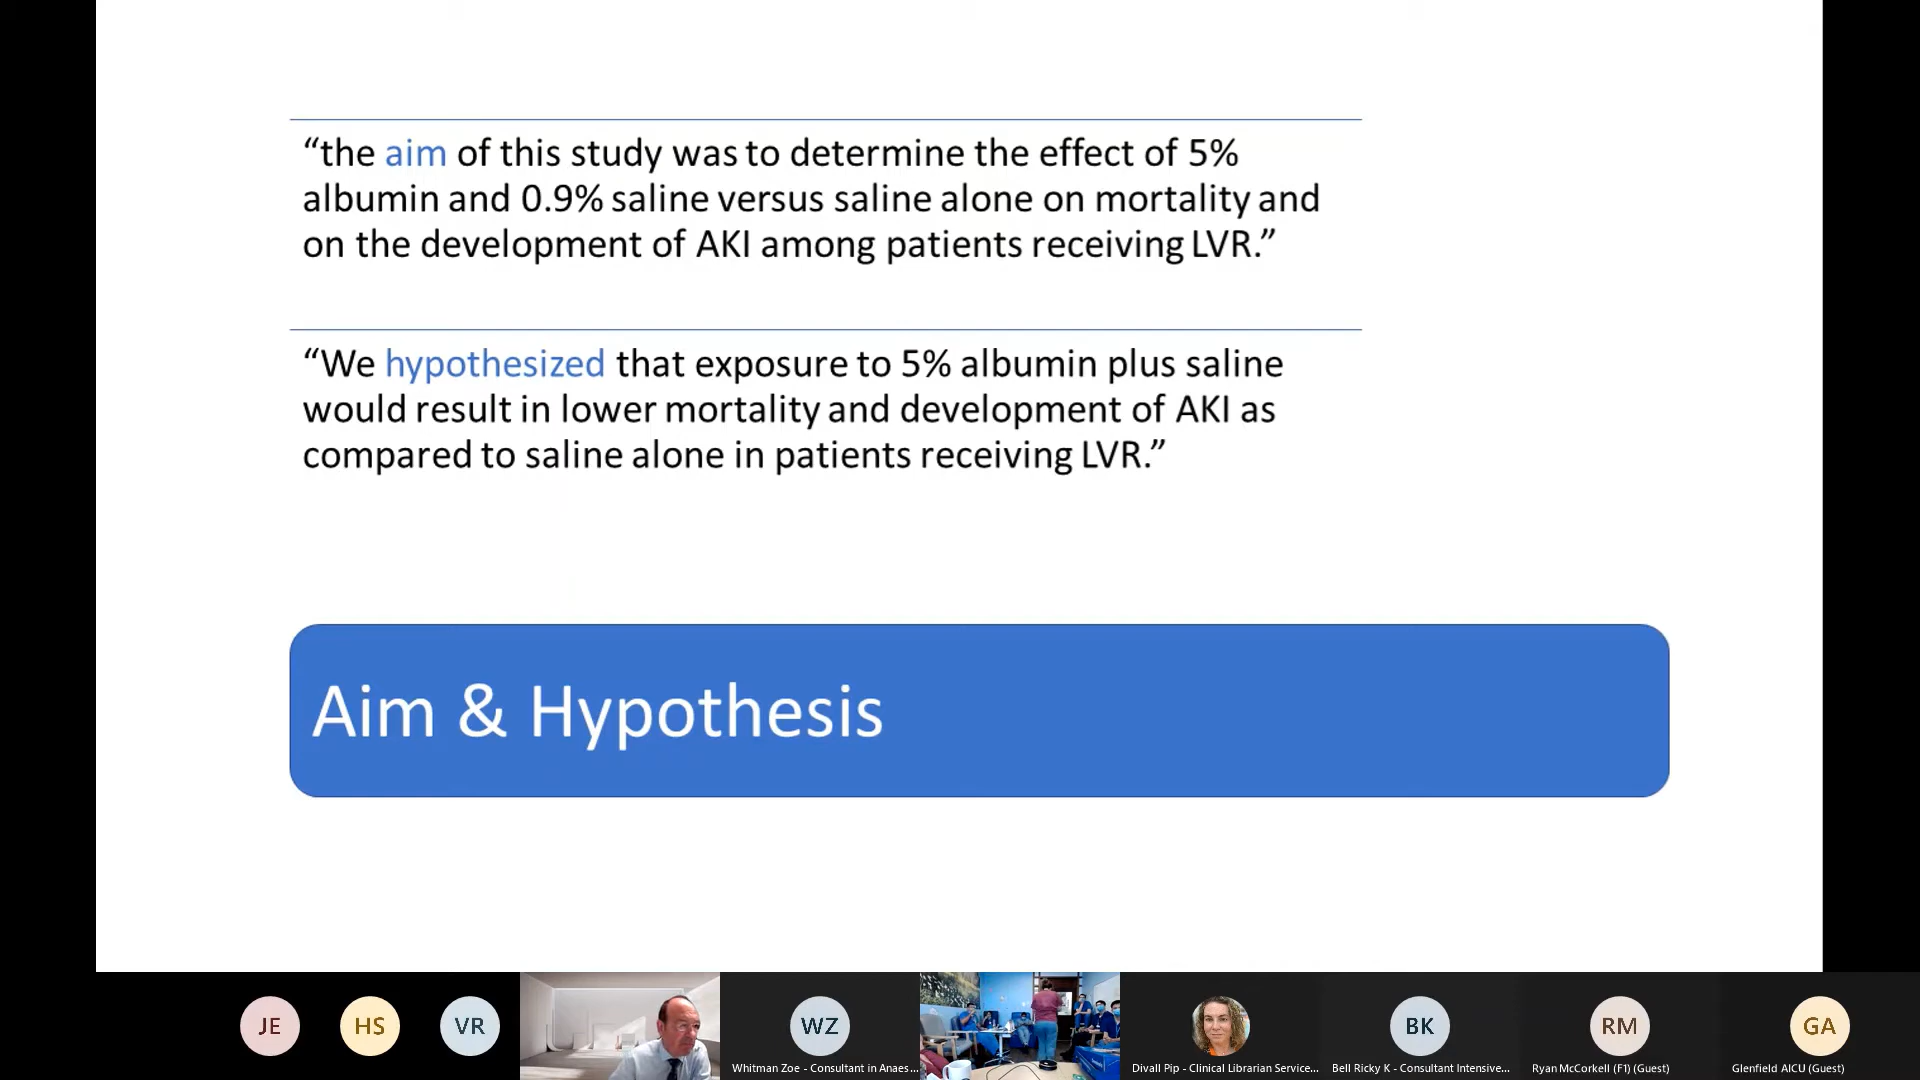 “the aim of this study was to determine the effect of 5%
albumin and 0.9% saline versus saline alone on mortality and
on the development of AKI among patients receiving LVR.”
“We hypothesized that exposure to 5% albumin plus saline
would result in lower mortality and development of AKI as
compared to saline alone in patients receiving LVR.”
Aim & Hypothesis
JE
HS
VR
WZ
BK
RM
GA
Whitman Zoe - Consultant in Anaes...
Divall Pip - Clinical Librarian Service...
Bell Ricky K - Consultant Intensive...
Ryan McCorkell (F1) (Guest)
Glenfield AICU (Guest)